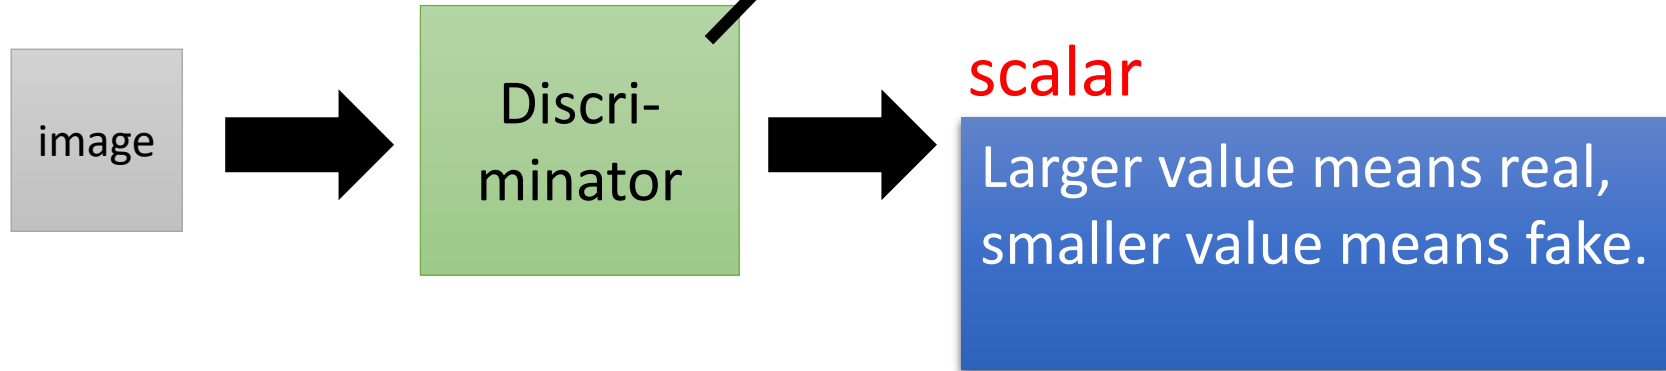 image
Discri-
minator
scalar
Larger value means real,
smaller value means fake.